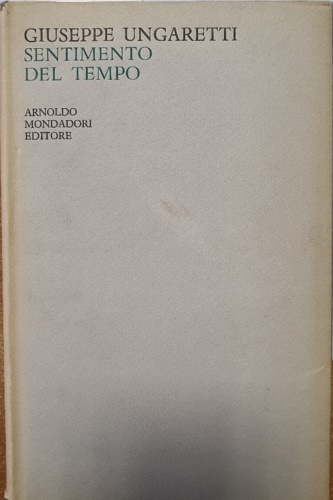 GIUSEPPE UNGARETTI
SENTIMENTO
DEL TEMPO
ARNOLDO
MONDADORI
EDITORE